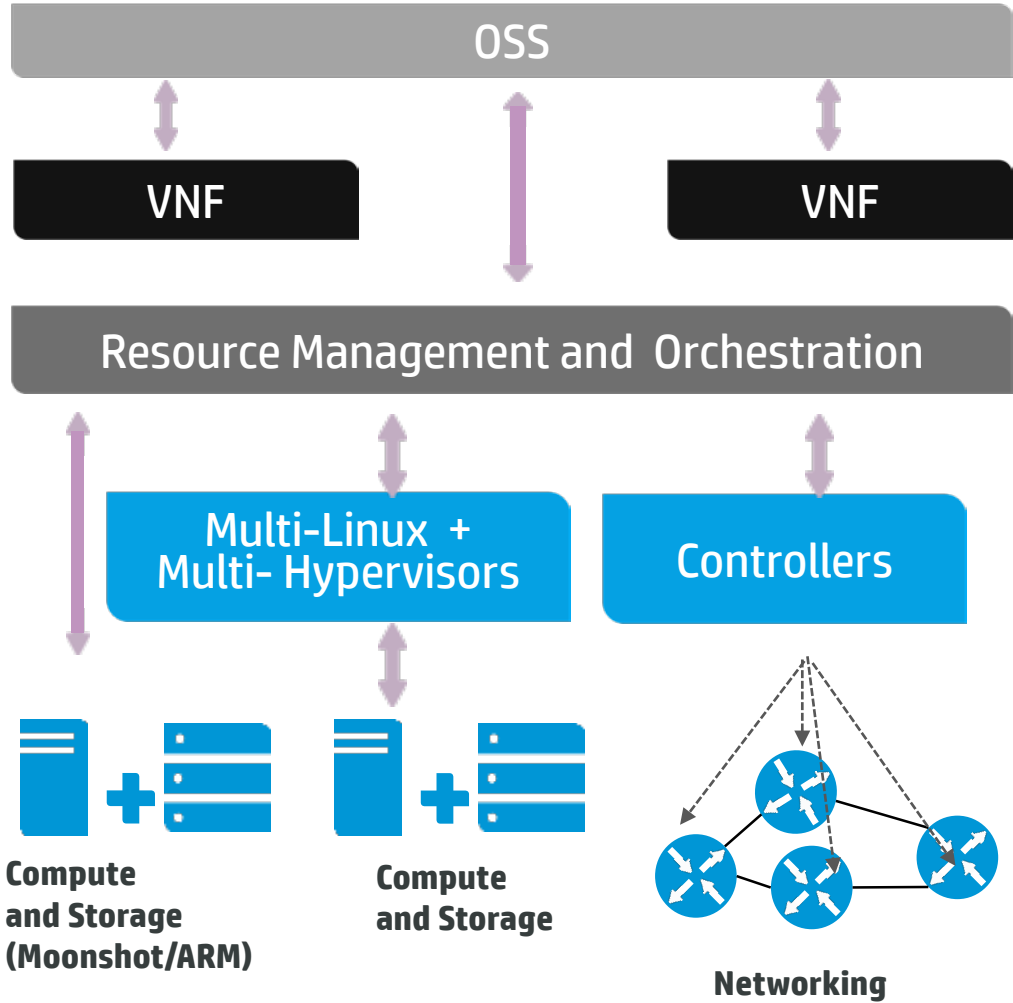 OSS
VNF
VNF
Resource Management and Orchestration
Multi-Linux +
Multi- Hypervisors
Controllers
Compute
and Storage
(Moonshot/ARM)
Compute
and Storage
Networking